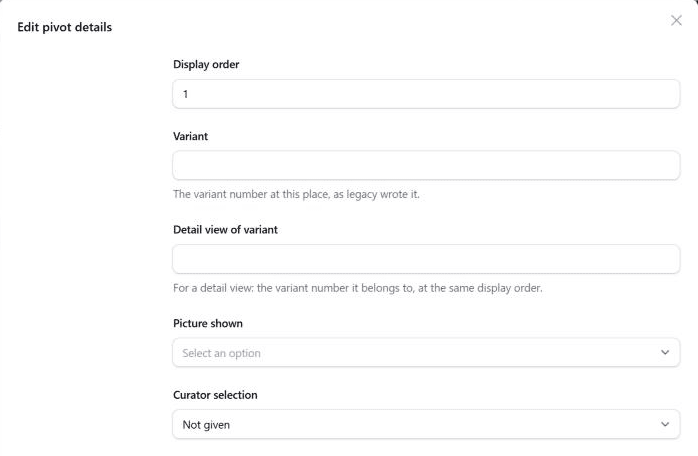 Edit pivot details
Display order
1
Variant
The variant number at this place, as legacy wrote it.
Detail view of variant
For a detail view: the variant number it belongs to, at the same display order.
Picture shown
Select an option
Curator selection
Not given